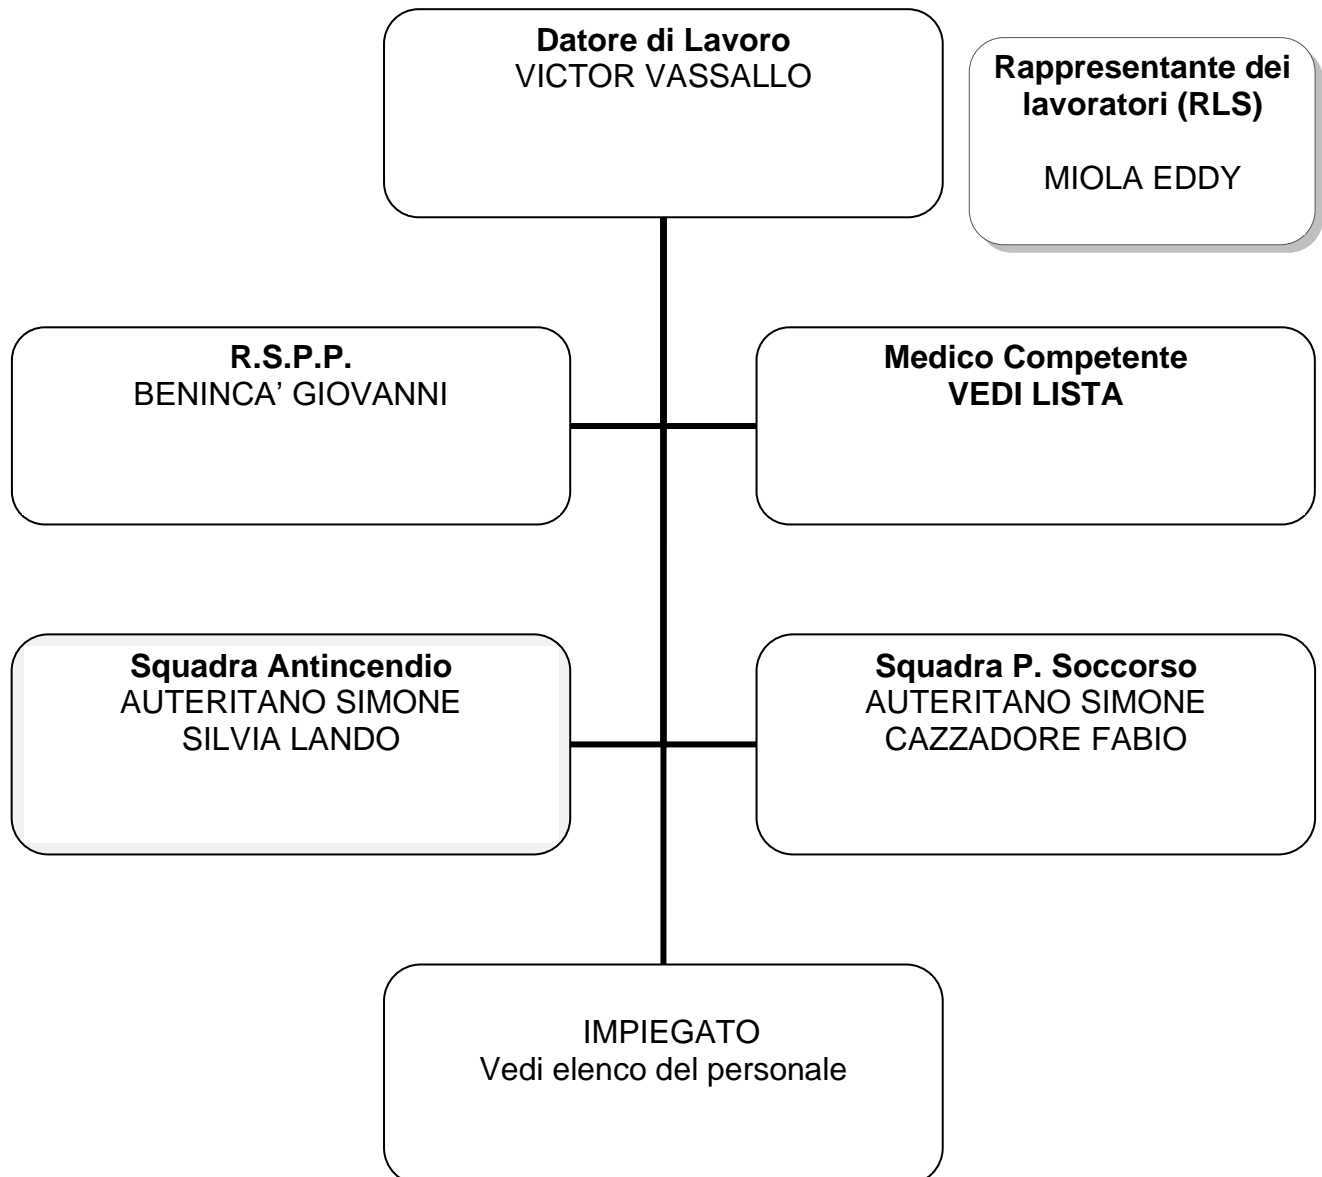 Datore di Lavoro
VICTOR VASSALLO
Rappresentante dei
lavoratori (RLS)
MIOLA EDDY
R.S.P.P.
BENINCA’ GIOVANNI
Medico Competente
VEDI LISTA
Squadra Antincendio
AUTERITANO SIMONE
SILVIA LANDO
Squadra P. Soccorso
AUTERITANO SIMONE
CAZZADORE FABIO
IMPIEGATO
Vedi elenco del personale